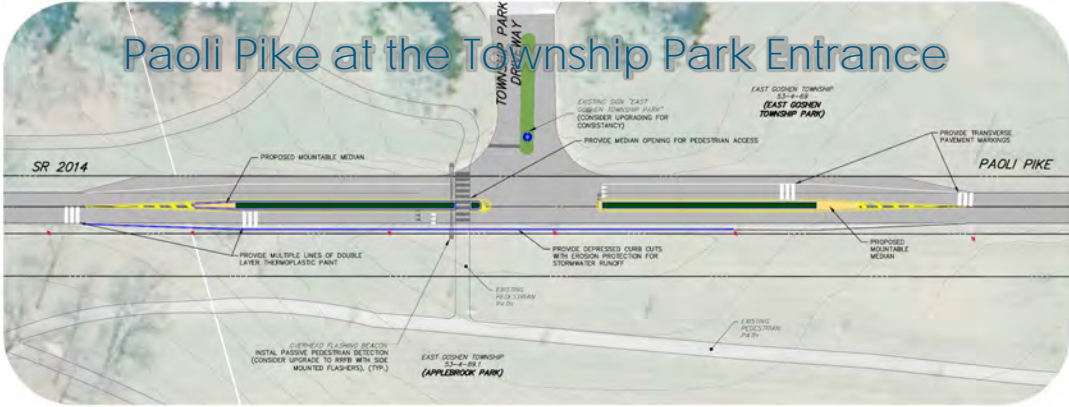 Paoli Pike at the Township Park Entrance
TOWNSHIP PARK
DRIVEWAY
EXISTING SIGN "EAST
GOSHEN TOWNSHIP PARK"
(CONSIDER UPGRADING FOR
CONSISTANCY)
EAST GOSHEN TOWNSHIP
53-4-69
(EAST GOSHEN
TOWNSHIP PARK)
PROVIDE MEDIAN OPENING FOR PEDESTRIAN ACCESS
PROVIDE TRANSVERSE
PAVEMENT MARKINGS
SR 2014
PROPOSED MOUNTABLE MEDIAN
PAOLI PIKE
PROVIDE MULTIPLE LINES OF DOUBLE
LAYER THERMOPLASTIC PAINT
PROVIDE DEPRESSED CURB CUTS
WITH EROSION PROTECTION FOR
STORMWATER RUNOFF
PROPOSED
MOUNTABLE
MEDIAN
EXISTING
PEDESTRIAN
PATH
EXISTING
PEDESTRIAN
PATH
OVERHEAD FLASHING BEACON
INSTAL PASSIVE PEDESTRIAN DETECTION
(CONSIDER UPGRADE TO RRFB WITH SIDE
MOUNTED FLASHERS), (TYP.)
EAST GOSHEN TOWNSHIP
53-4-69.1
(APPLEBROOK PARK)